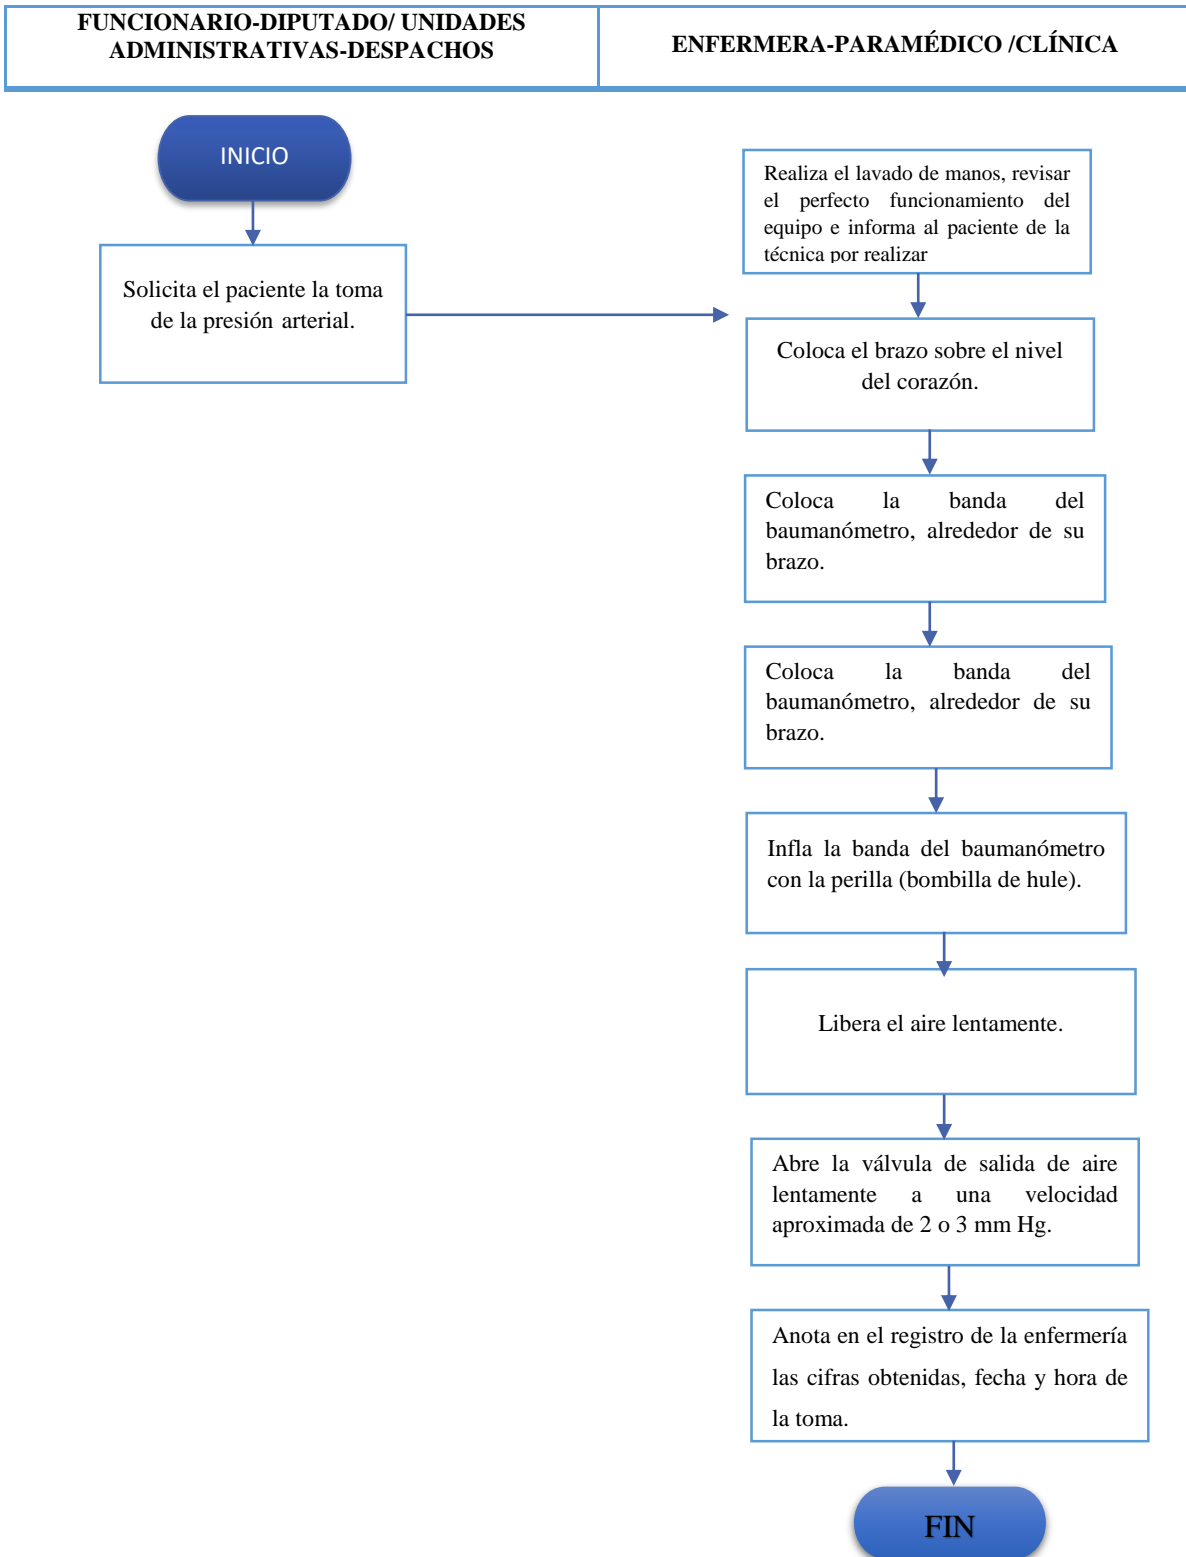 FUNCIONARIO-DIPUTADO/ UNIDADES
ADMINISTRATIVAS-DESPACHOS
ENFERMERA-PARAMÉDICO /CLÍNICA
INICIO
Solicita el paciente la toma
de la presión arterial.
Realiza el lavado de manos, revisar
el perfecto funcionamiento del
equipo e informa al paciente de la
técnica por realizar
Coloca el brazo sobre el nivel
del corazón.
Coloca la banda del
baumanómetro, alrededor de su
brazo.
Coloca la banda del
baumanómetro, alrededor de su
brazo.
Infla la banda del baumanómetro
con la perilla (bombilla de hule).
Libera el aire lentamente.
Abre la válvula de salida de aire
lentamente a una velocidad
aproximada de 2 o 3 mm Hg.
Anota en el registro de la enfermería
las cifras obtenidas, fecha y hora de
la toma.
FIN